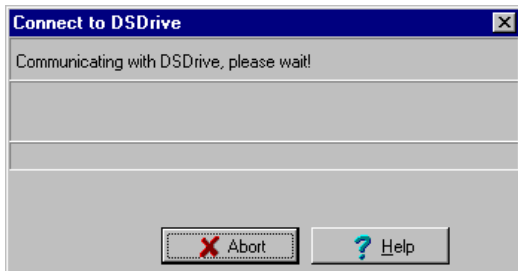 Connect to DSDrive
Communicating with DSDrive, please wait!
Abort
Help